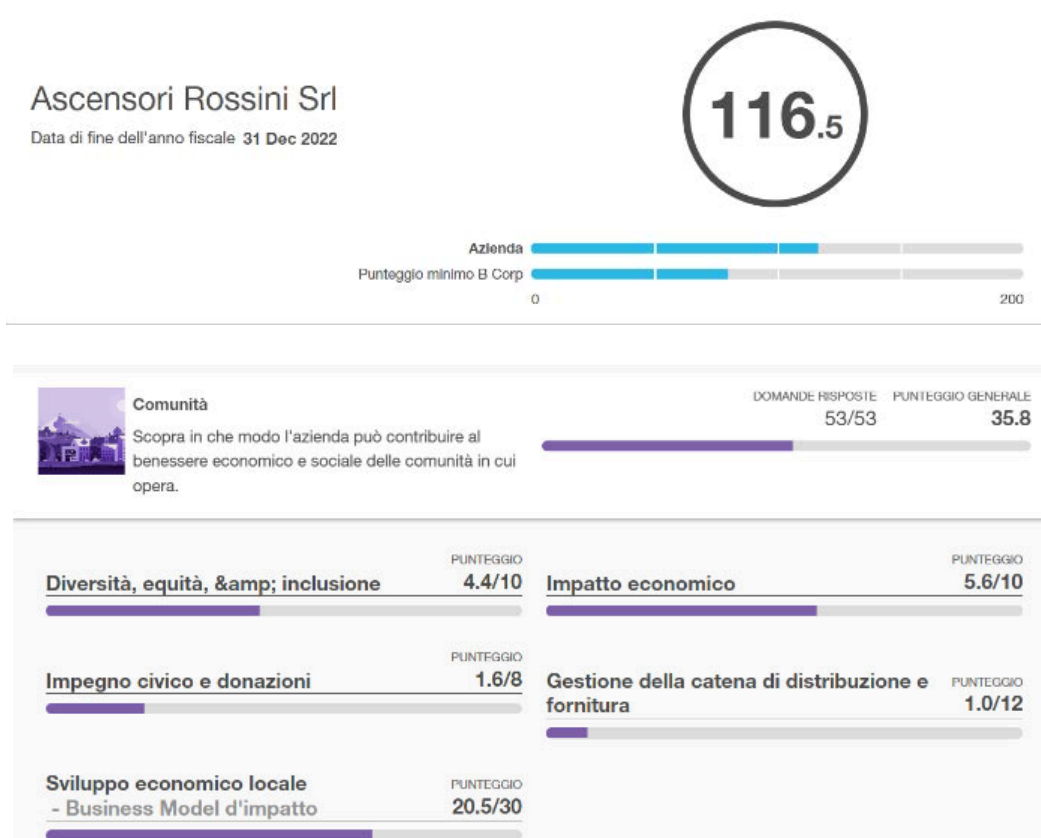 Ascensori Rossini Srl
Data di fine dell'anno fiscale 31 Dec 2022
116.5
Azienda
Punteggio minimo B Corp
0 200
Comunità
Scopra in che modo l'azienda può contribuire al
benessere economico e sociale delle comunità in cui
opera.
DOMANDE RISPOSTE PUNTEGGIO GENERALE
53/53 35.8
PUNTEGGIO
Diversità, equità, &amp; inclusione 4.4/10
PUNTEGGIO
Impatto economico 5.6/10
PUNTEGGIO
Impegno civico e donazioni 1.6/8
Gestione della catena di distribuzione e PUNTEGGIO
fornitura 1.0/12
Sviluppo economico locale PUNTEGGIO
- Business Model d'impatto 20.5/30